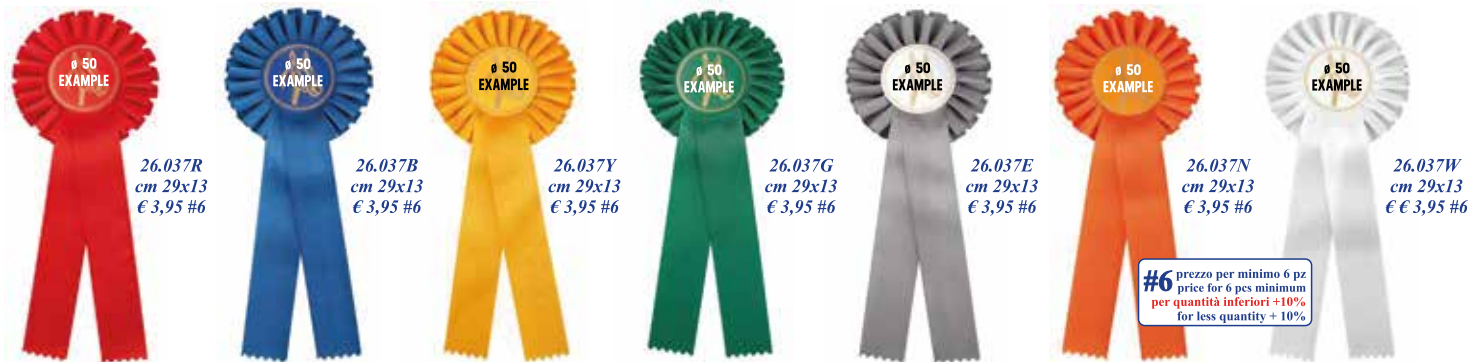 ø 50
EXAMPLE
26.037R
cm 29x13
€ 3,95 #6
ø 50
EXAMPLE
26.037B
cm 29x13
€ 3,95 #6
ø 50
EXAMPLE
26.037Y
cm 29x13
€ 3,95 #6
ø 50
EXAMPLE
26.037G
cm 29x13
€ 3,95 #6
ø 50
EXAMPLE
26.037E
cm 29x13
€ 3,95 #6
ø 50
EXAMPLE
26.037N
cm 29x13
€ 3,95 #6
ø 50
EXAMPLE
26.037W
cm 29x13
€ € 3,95 #6
#6 prezzo per minimo 6 pz
price for 6 pcs minimum
per quantità inferiori +10%
for less quantity + 10%